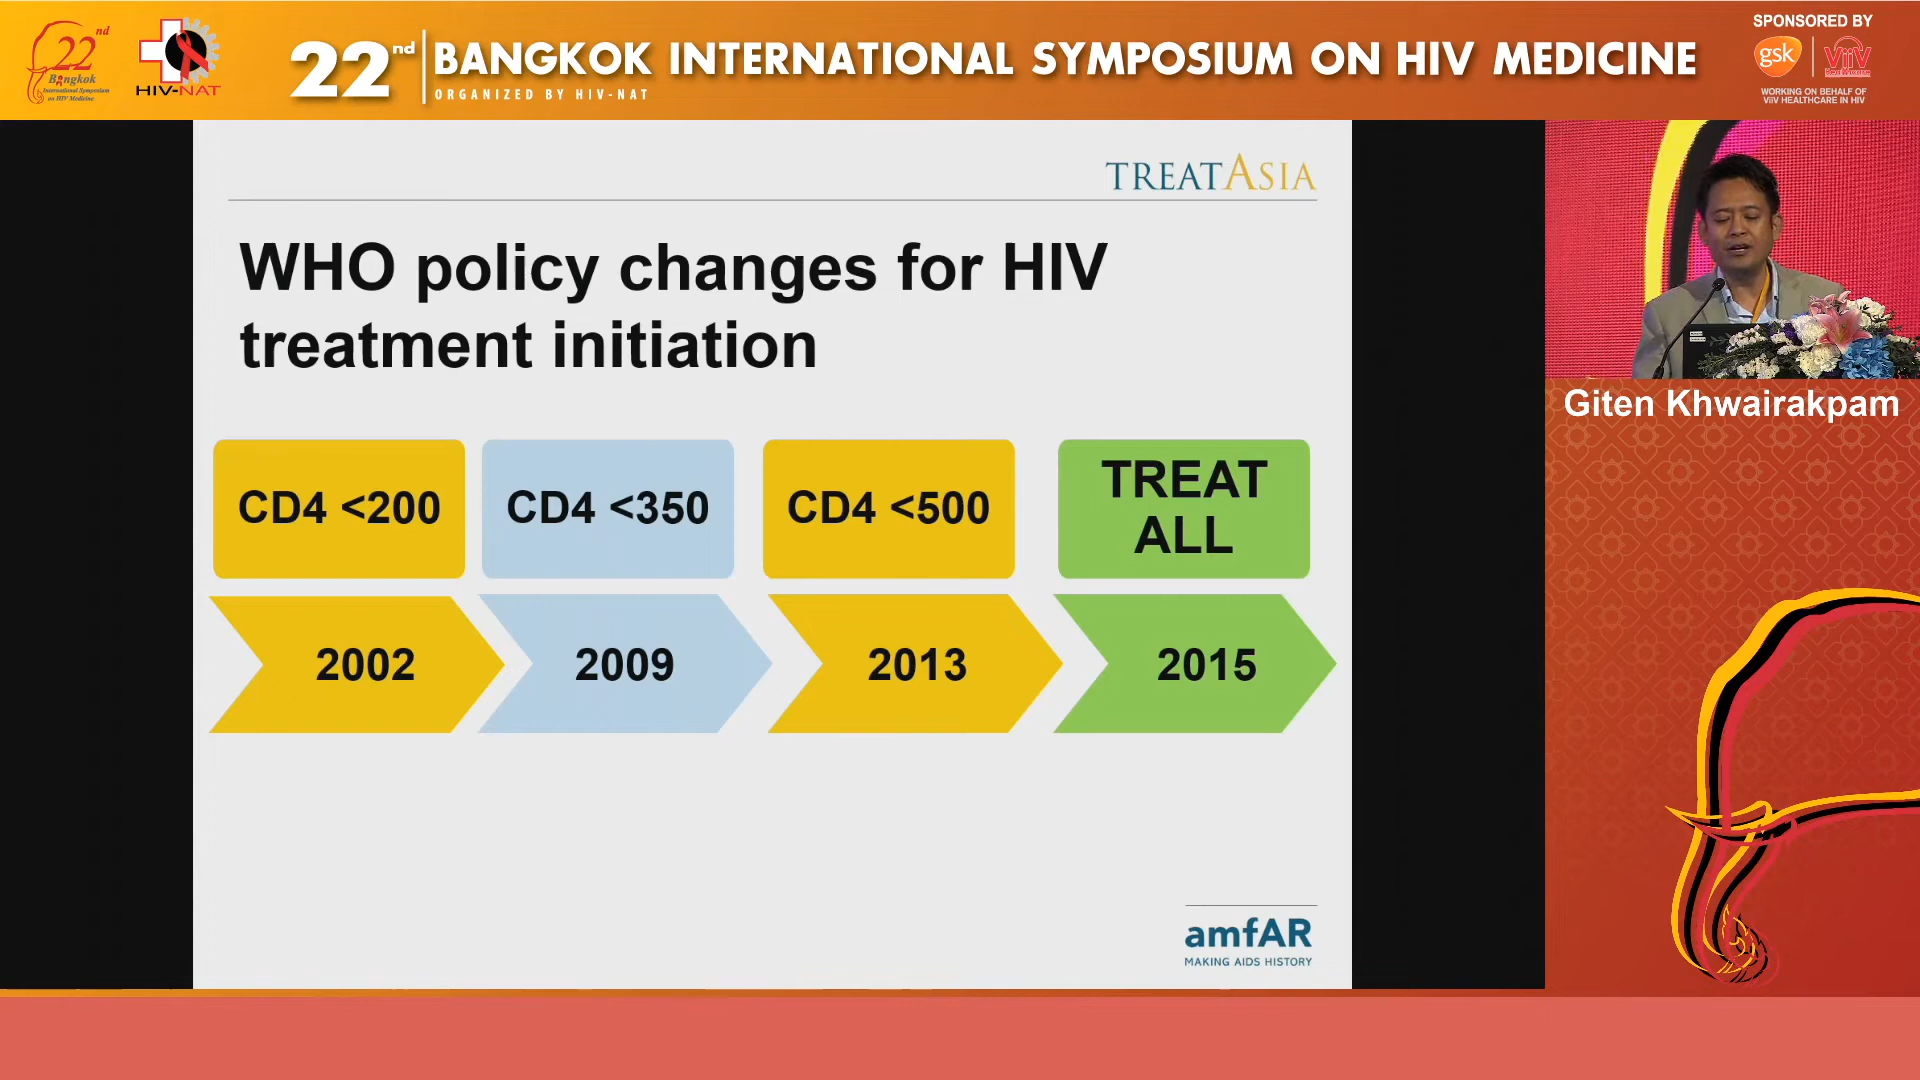 22nd
Bangkok
International Symposium
on HIV Medicine
HIV-NAT
22nd BANGKOK INTERNATIONAL SYMPOSIUM ON HIV MEDICINE
ORGANIZED BY HIV-NAT
SPONSORED BY
gsk ViiV
WORKING ON BEHALF OF
ViiV HEALTHCARE IN HIV
TREATASIA
WHO policy changes for HIV
treatment initiation
CD4 <200 CD4 <350 CD4 <500 TREAT
ALL
2002 2009 2013 2015
amfAR
MAKING AIDS HISTORY
Giten Khwairakpam